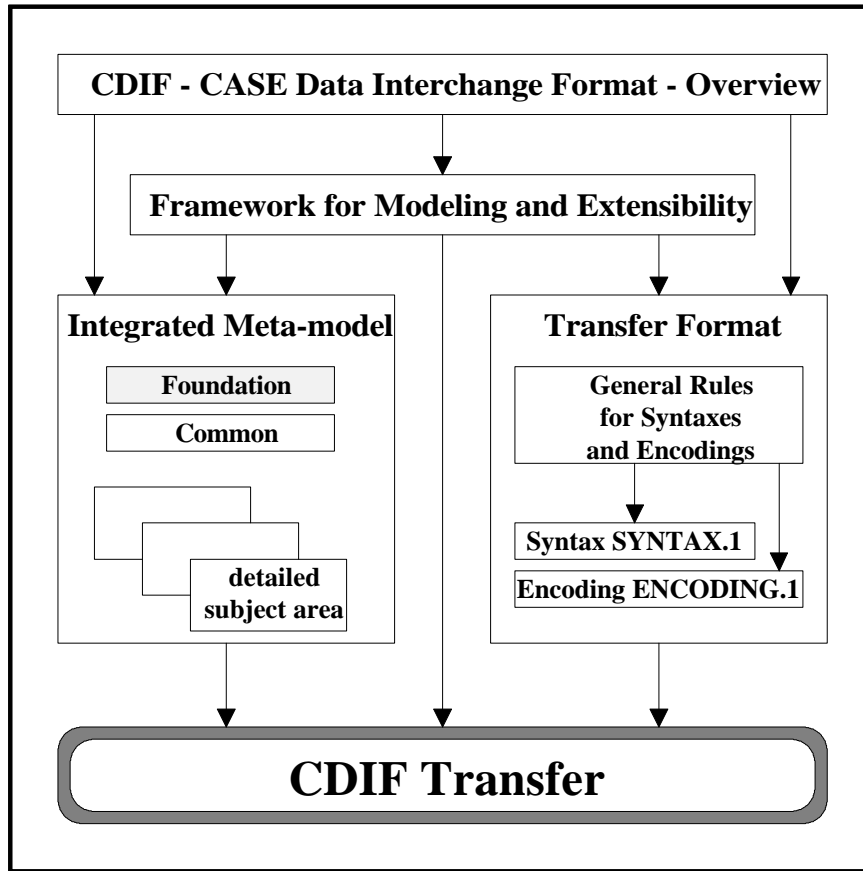 CDIF - CASE Data Interchange Format - Overview
Framework for Modeling and Extensibility
Integrated Meta-model
Foundation
Common
detailed
subject area
Transfer Format
General Rules
for Syntaxes
and Encodings
Syntax SYNTAX.1
Encoding ENCODING.1
CDIF Transfer